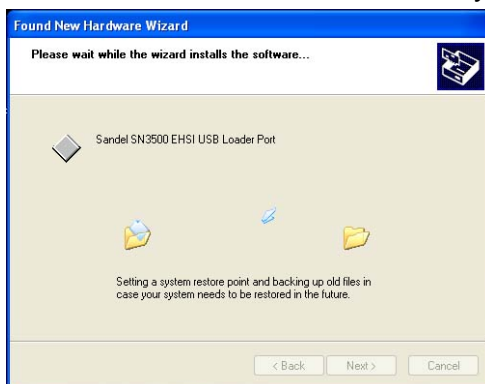 Found New Hardware Wizard
Please wait while the wizard installs the software...
Sandel SN3500 EHSI USB Loader Port
Setting a system restore point and backing up old files in
case your system needs to be restored in the future.
< Back Next > Cancel